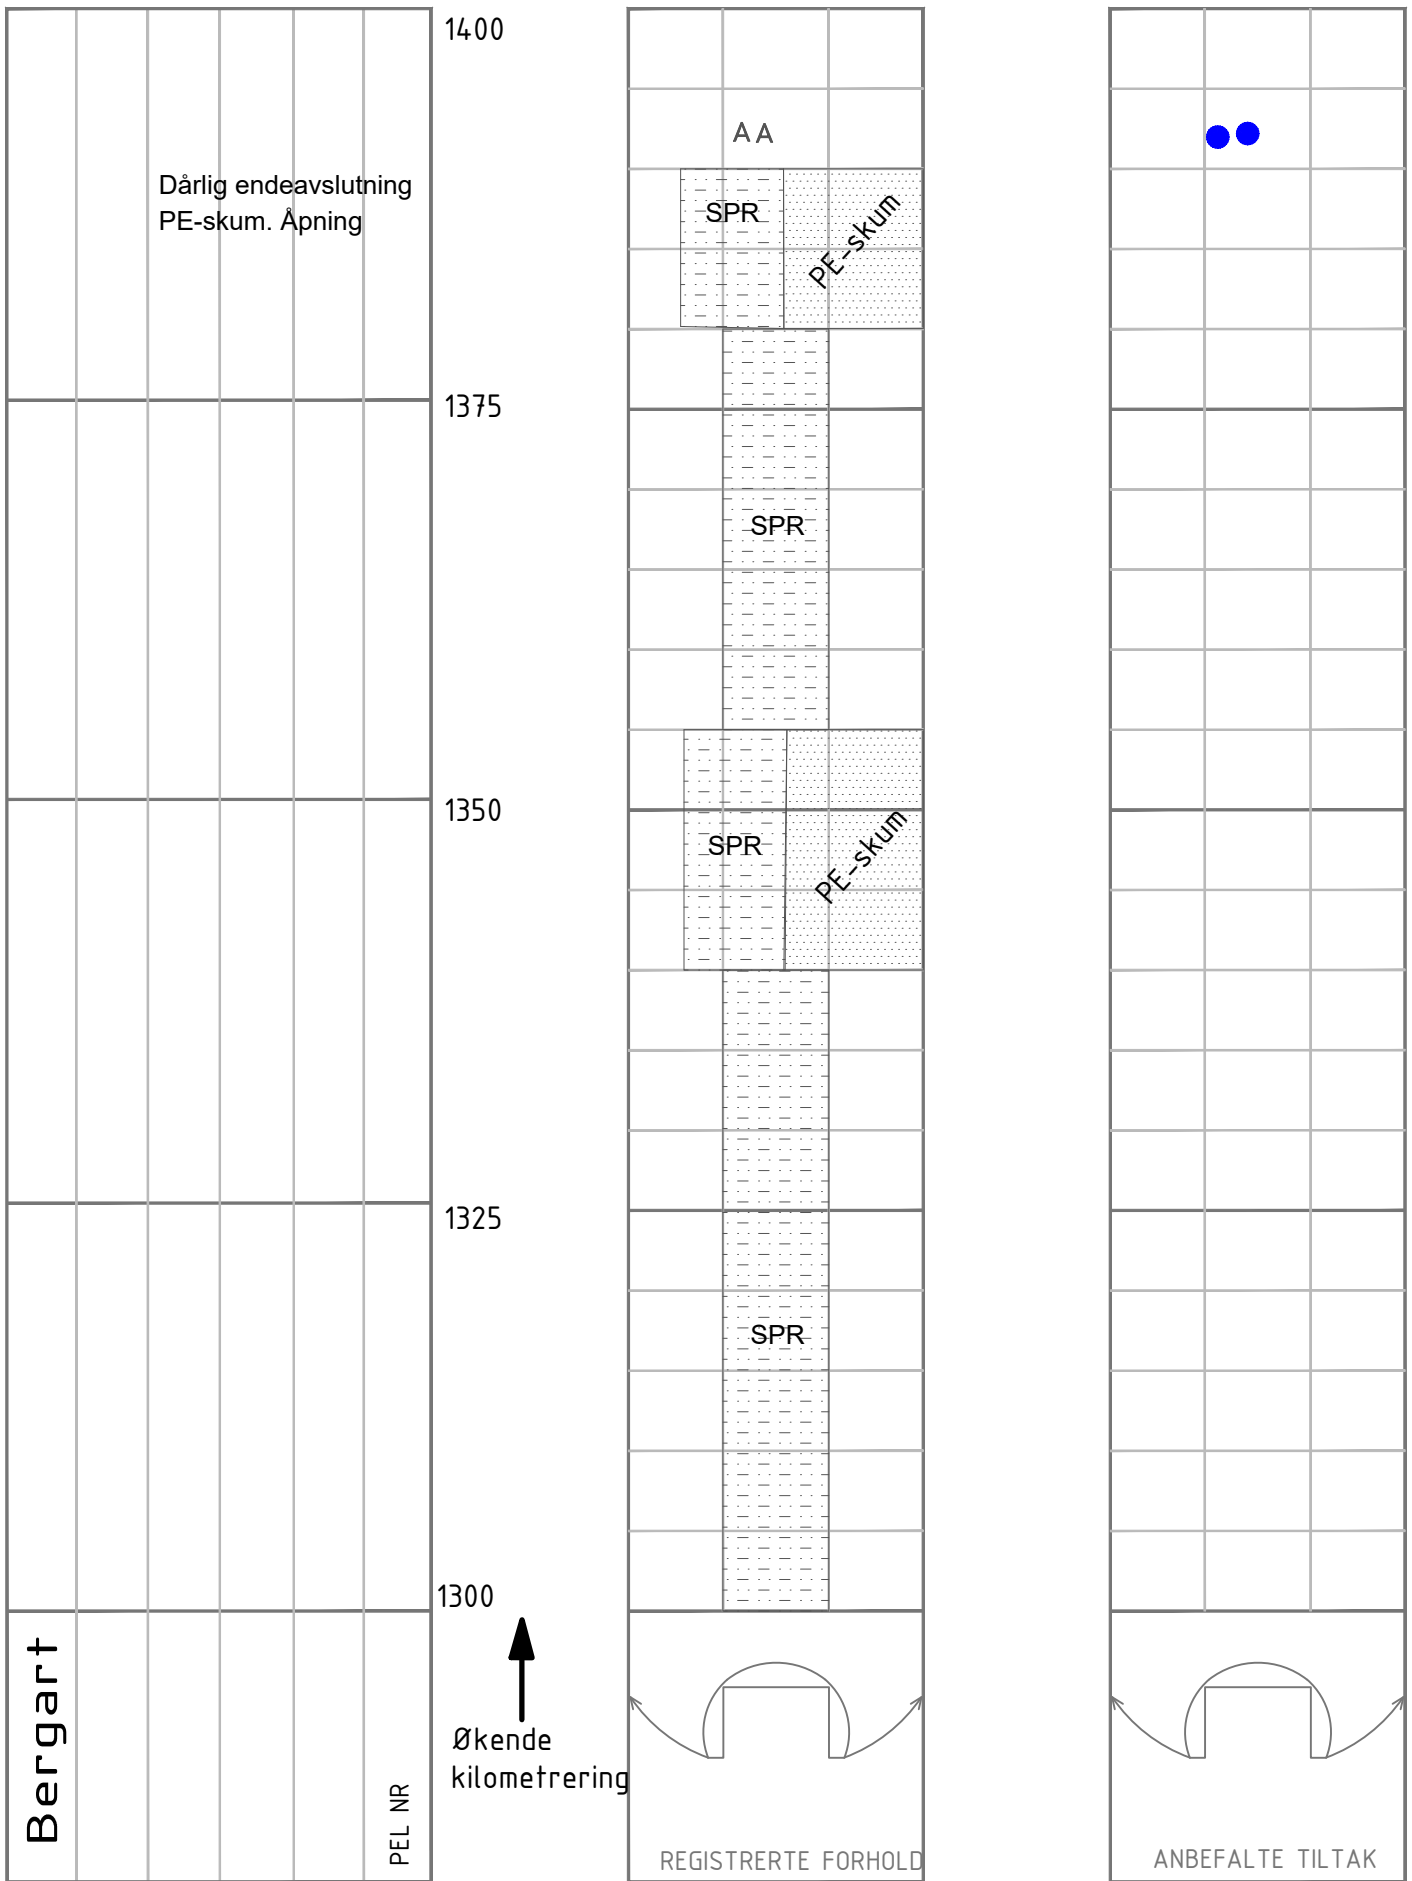 1400
A A
Dårlig endeavslutning
PE-skum. Åpning
SPR
PE-skum
1375
SPR
1350
SPR
PE-skum
1325
SPR
1300
Bergart
PEL NR
Økende
kilometrering
REGISTRERTE FORHOLD
ANBEFALTE TILTAK